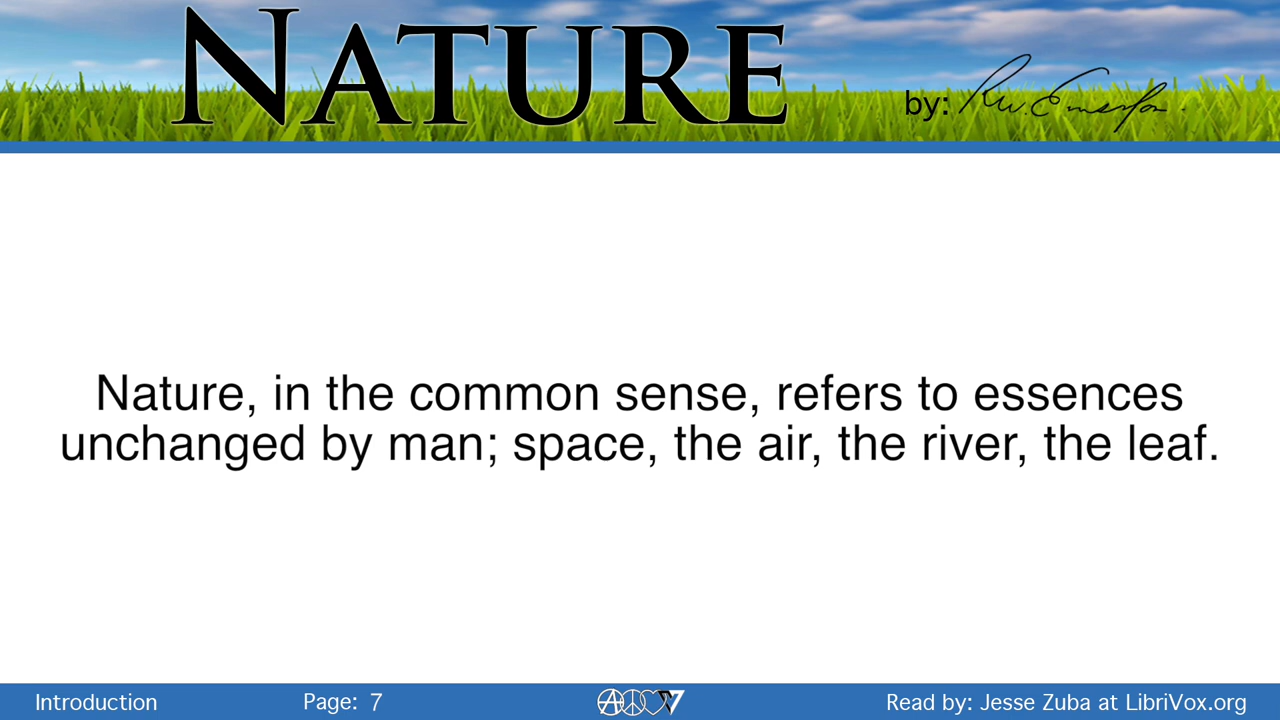 NATURE
by: R.W. Emerson.
Nature, in the common sense, refers to essences
unchanged by man; space, the air, the river, the leaf.
Introduction
Page: 7
Read by: Jesse Zuba at LibriVox.org